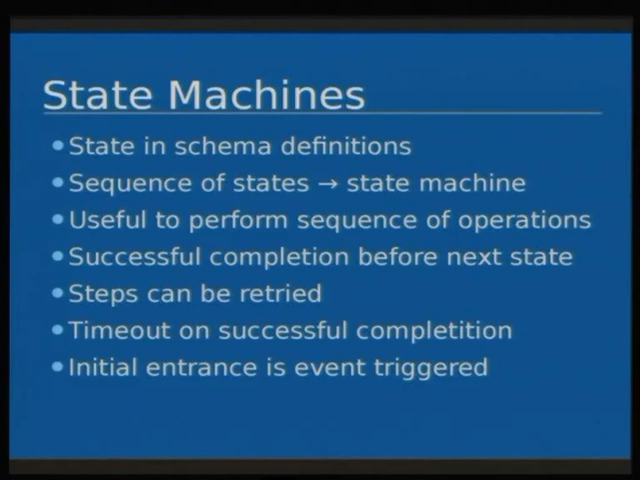 State Machines
State in schema definitions
Sequence of states → state machine
Useful to perform sequence of operations
Successful completion before next state
Steps can be retried
Timeout on successful completition
Initial entrance is event triggered